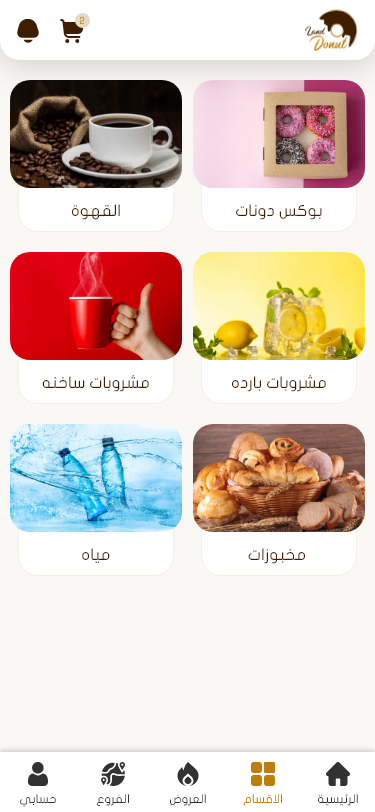 Land
Donut
2
بوكس دونات
القهوة
مشروبات بارده
مشروبات ساخنه
مخبوزات
مياه
الرئيسية
الاقسام
العروض
الفروع
حسابي